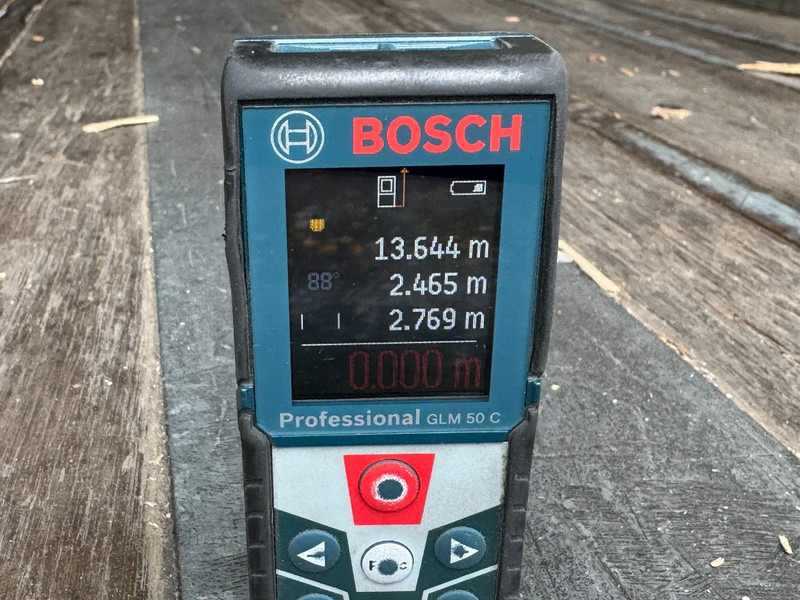 BOSCH
13.644 m
88° 2.465 m
2.769 m
0.000 m
Professional GLM 50 C